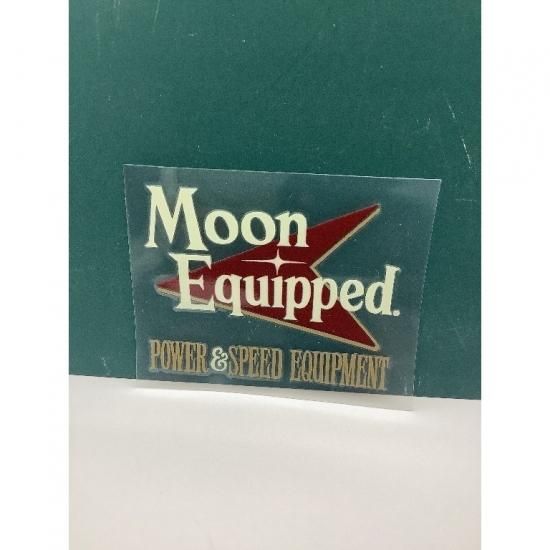 Moon
Equipped.
POWER & SPEED EQUIPMENT